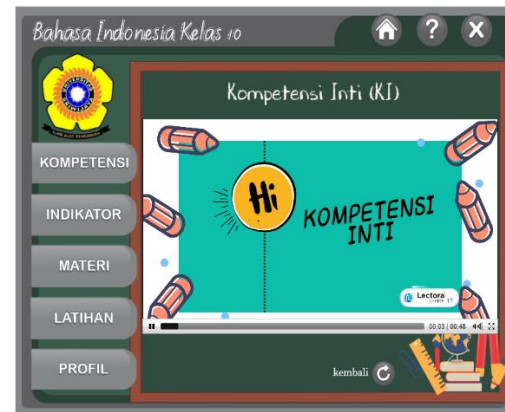 Bahasa Indonesia Kelas 10
?
X
Kompetensi Inti (KI)
KOMPETENSI
INDIKATOR
MATERI
LATIHAN
PROFIL
Hi
KOMPETENSI
INTI
Lectora
00:03 | 00:48
kembali